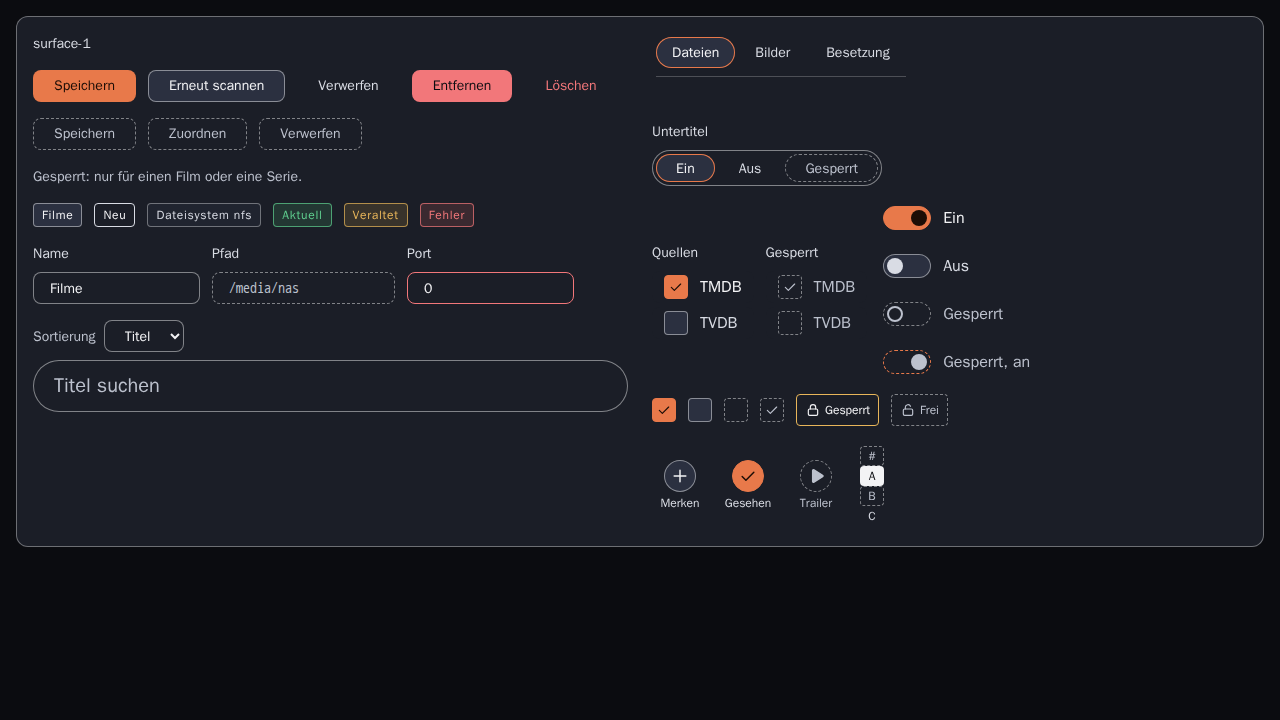 surface-1
Speichern Erneut scannen Verwerfen Entfernen Löschen
Speichern Zuordnen Verwerfen
Gesperrt: nur für einen Film oder eine Serie.
Filme Neu Dateisystem nfs Aktuell Veraltet Fehler
Name Pfad Port
Filme /media/nas 0
Sortierung Titel
Titel suchen
Dateien Bilder Besetzung
Untertitel
Ein Aus Gesperrt
Quellen Gesperrt
TMDB TMDB
TVDB TVDB
Ein
Aus
Gesperrt
Gesperrt, an
Gesperrt Frei
Merken Gesehen Trailer
#
A
B
C